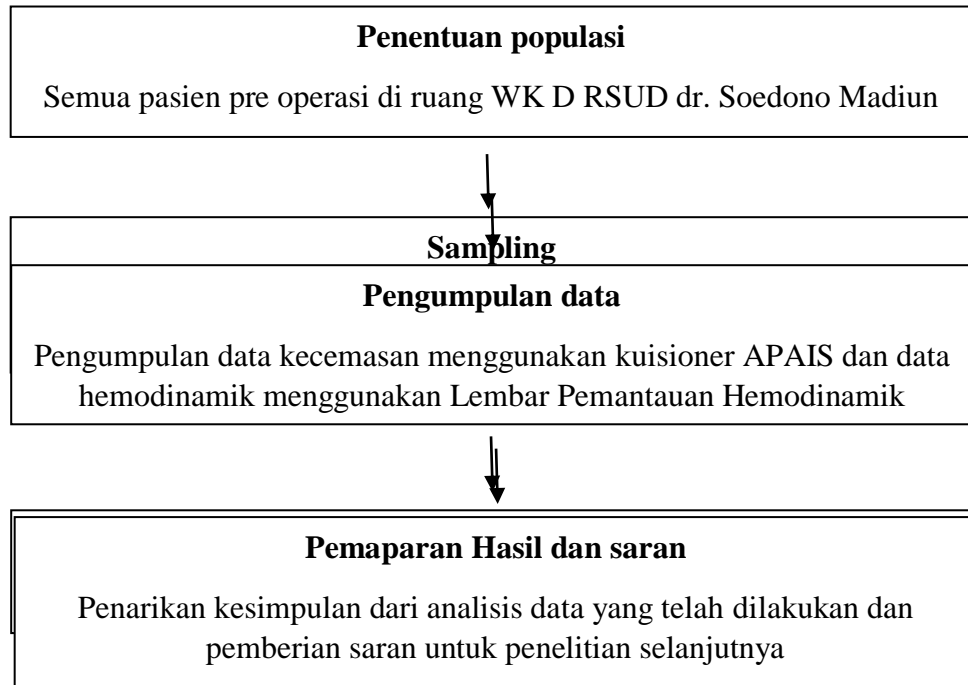 Penentuan populasi
Semua pasien pre operasi di ruang WK D RSUD dr. Soedono Madiun
Sampling
Pengumpulan data
Pengumpulan data kecemasan menggunakan kuisioner APAIS dan data
hemodinamik menggunakan Lembar Pemantauan Hemodinamik
Pemaparan Hasil dan saran
Penarikan kesimpulan dari analisis data yang telah dilakukan dan
pemberian saran untuk penelitian selanjutnya